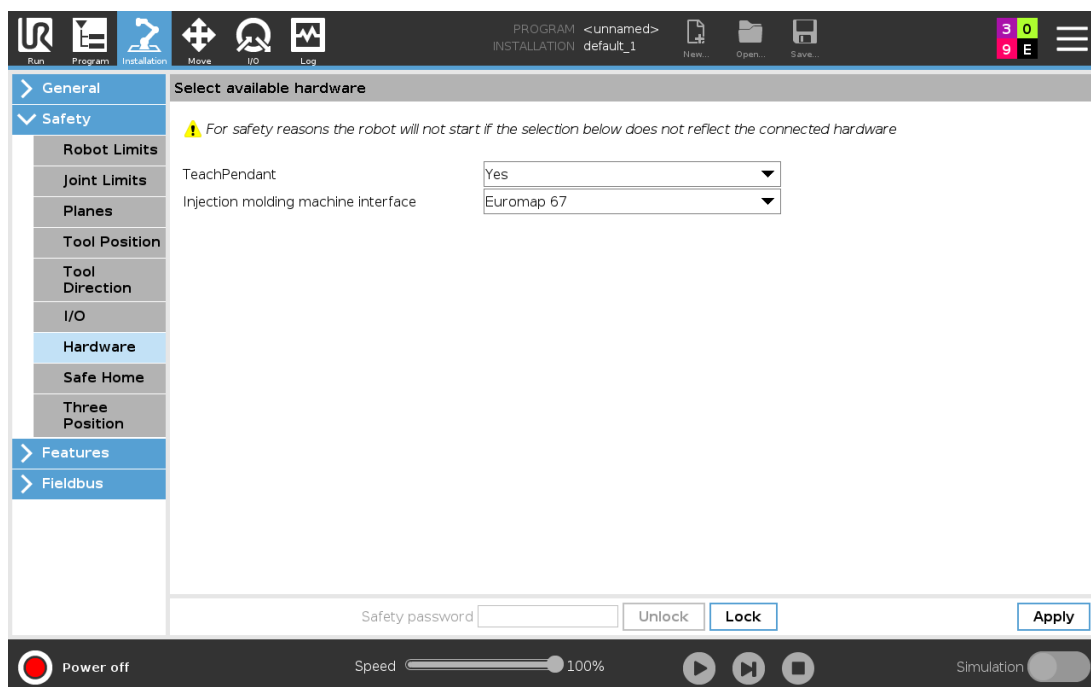 PROGRAM <unnamed>
INSTALLATION default_1
UR
Run
Program
Installation
Move
I/O
Log
New...
Open...
Save...
3 0
9 E
General
Safety
Robot Limits
Joint Limits
Planes
Tool Position
Tool
Direction
I/O
Hardware
Safe Home
Three
Position
Features
Fieldbus
Select available hardware
For safety reasons the robot will not start if the selection below does not reflect the connected hardware
TeachPendant Yes
Injection molding machine interface Euromap 67
Safety password Unlock Lock Apply
Power off Speed 100% Simulation